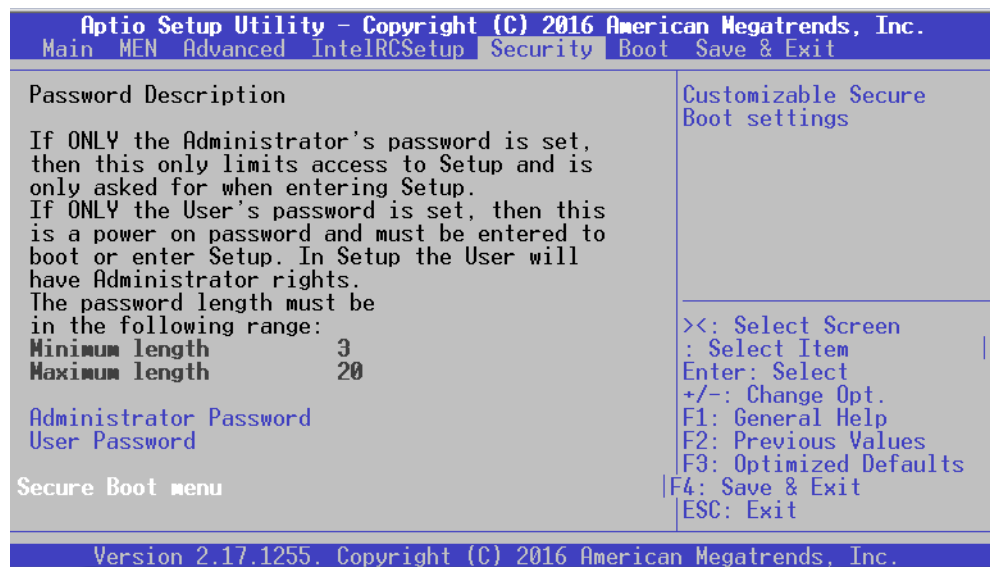 Aptio Setup Utility – Copyright (C) 2016 American Megatrends, Inc.
Main MEN Advanced IntelRCSetup Security Boot Save & Exit
Password Description
If ONLY the Administrator's password is set,
then this only limits access to Setup and is
only asked for when entering Setup.
If ONLY the User's password is set, then this
is a power on password and must be entered to
boot or enter Setup. In Setup the User will
have Administrator rights.
The password length must be
in the following range:
Minimum length 3
Maximum length 20
Administrator Password
User Password
Secure Boot menu
Customizable Secure
Boot settings
><: Select Screen
: Select Item
Enter: Select
+/-: Change Opt.
F1: General Help
F2: Previous Values
F3: Optimized Defaults
F4: Save & Exit
ESC: Exit
Version 2.17.1255. Copyright (C) 2016 American Megatrends, Inc.